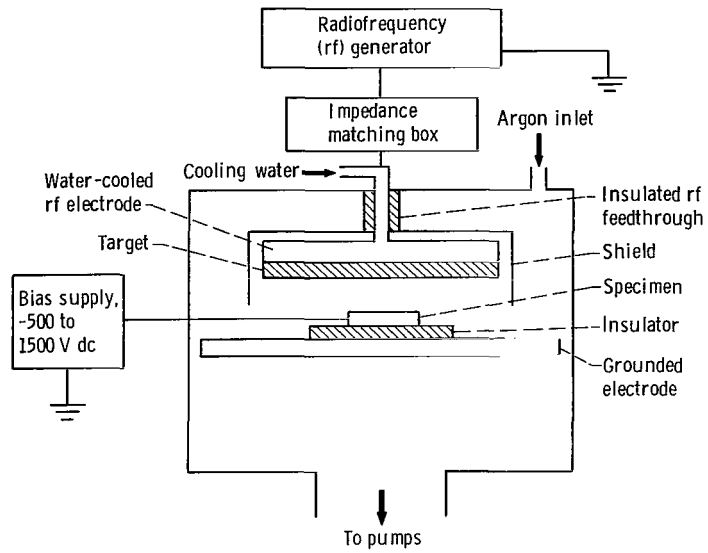 Radiofrequency
(rf) generator
Impedance
matching box
Argon inlet
Cooling water
Water-cooled
rf electrode
Insulated rf
feedthrough
Target
Shield
Bias supply,
-500 to
1500 V dc
Specimen
Insulator
Grounded
electrode
To pumps